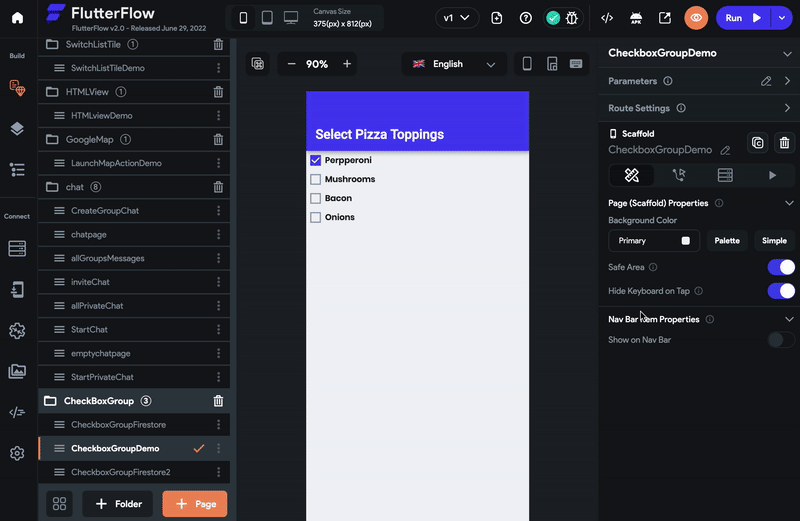 FlutterFlow
FlutterFlow v2.0 - Released June 29, 2022
Canvas Size
375(px) x 812(px)
v1
APK
Run
Build
Connect
SwitchListTile 1
SwitchListTileDemo
HTMLView 1
HTMLviewDemo
GoogleMap 1
LaunchMapActionDemo
chat 8
CreateGroupChat
chatpage
allGroupsMessages
inviteChat
allPrivateChat
StartChat
emptychatpage
StartPrivateChat
CheckBoxGroup 3
CheckboxGroupFirestore
CheckboxGroupDemo
CheckboxGroupFirestore2
+ Folder
+ Page
90%
English
Select Pizza Toppings
Perpperoni
Mushrooms
Bacon
Onions
CheckboxGroupDemo
Parameters
Route Settings
Scaffold
CheckboxGroupDemo
Page (Scaffold) Properties
Background Color
Primary
Palette
Simple
Safe Area
Hide Keyboard on Tap
Nav Bar Item Properties
Show on Nav Bar